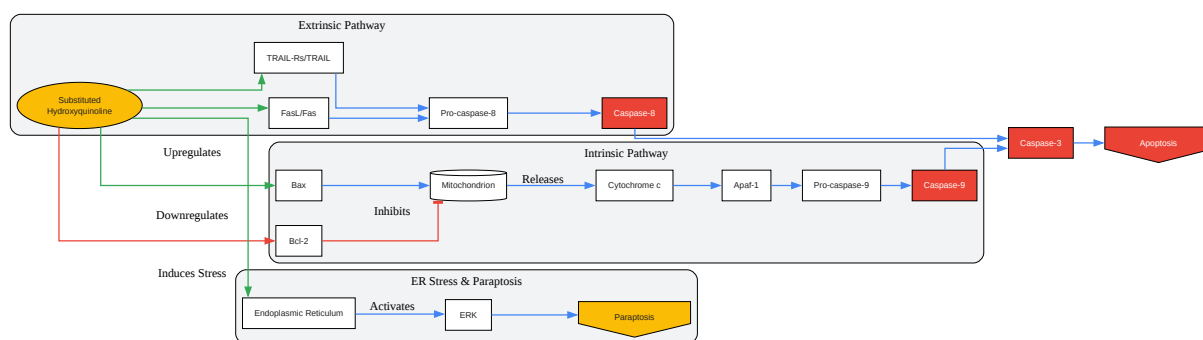 Extrinsic Pathway
TRAIL-Rs/TRAIL
Substituted
Hydroxyquinoline
FasL/Fas
Pro-caspase-8
Caspase-8
Caspase-3
Apoptosis
Upregulates
Intrinsic Pathway
Bax
Mitochondrion
Releases
Cytochrome c
Apaf-1
Pro-caspase-9
Caspase-9
Downregulates
Inhibits
Bcl-2
Induces Stress
ER Stress & Paraptosis
Endoplasmic Reticulum
Activates
ERK
Paraptosis